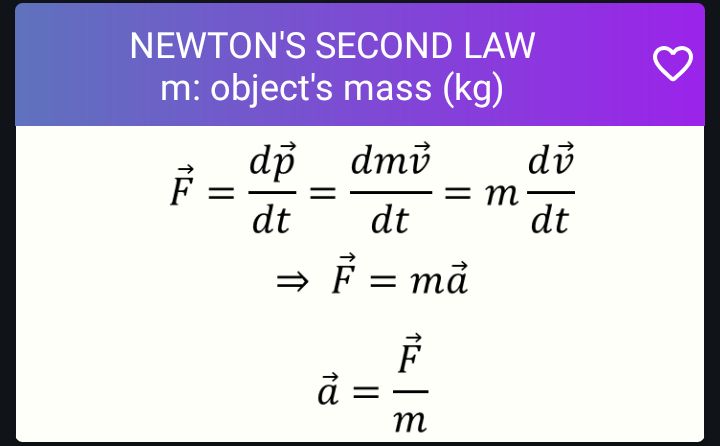 NEWTON'S SECOND LAW
m: object's mass (kg)
$\vec{F} = \frac{d\vec{p}}{dt} = \frac{dm\vec{v}}{dt} = m\frac{d\vec{v}}{dt}$
$\Rightarrow \vec{F} = m\vec{a}$
$\vec{a} = \frac{\vec{F}}{m}$